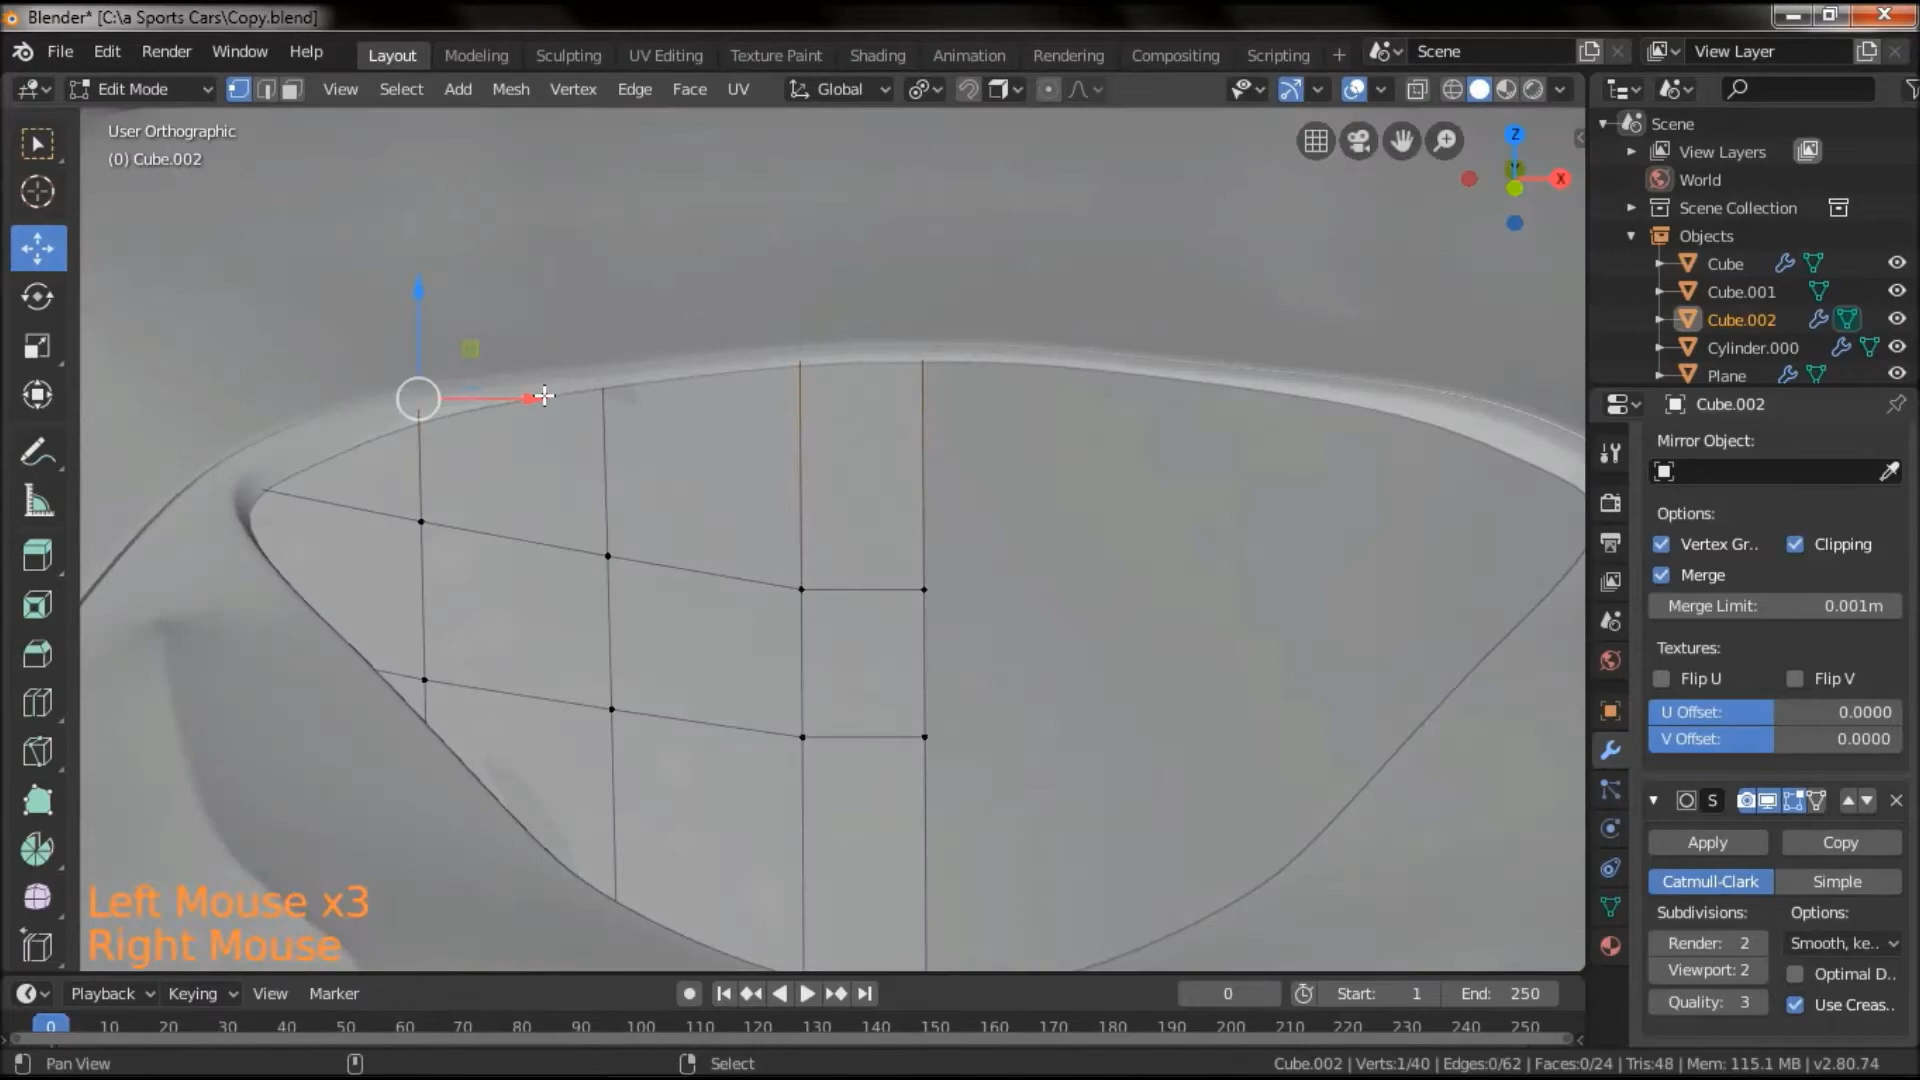 Blender* [C:\a Sports Cars\Copy.blend]
File Edit Render Window Help Layout Modeling Sculpting UV Editing Texture Paint Shading Animation Rendering Compositing Scripting + Scene View Layer
Edit Mode View Select Add Mesh Vertex Edge Face UV Global
User Orthographic
(0) Cube.002
Z
X
Scene
View Layers
World
Scene Collection
Objects
Cube
Cube.001
Cube.002
Cylinder.000
Plane
Cube.002
Mirror Object:
Options:
Vertex Gr.. Clipping
Merge
Merge Limit: 0.001m
Textures:
Flip U Flip V
U Offset: 0.0000
V Offset: 0.0000
S
Apply Copy
Catmull-Clark Simple
Subdivisions: Options:
Render: 2 Smooth, ke..
Viewport: 2 Optimal D..
Quality: 3 Use Creas..
Left Mouse x3
Right Mouse
Playback Keying View Marker 0 Start: 1 End: 250
0 10 20 30 40 50 60 70 80 90 100 110 120 130 140 150 160 170 180 190 200 210 220 230 240 250
Pan View Select Cube.002 | Verts:1/40 | Edges:0/62 | Faces:0/24 | Tris:48 | Mem: 115.1 MB | v2.80.74